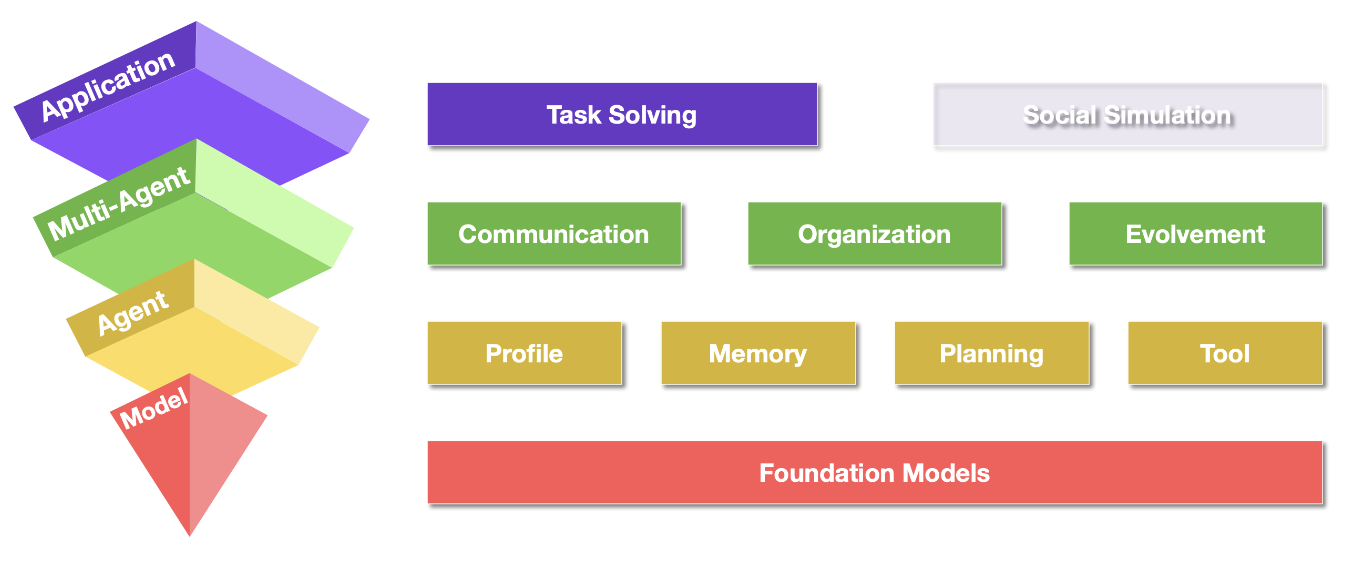 Application
Task Solving
Social Simulation
Multi-Agent
Communication
Organization
Evolvement
Agent
Profile
Memory
Planning
Tool
Model
Foundation Models